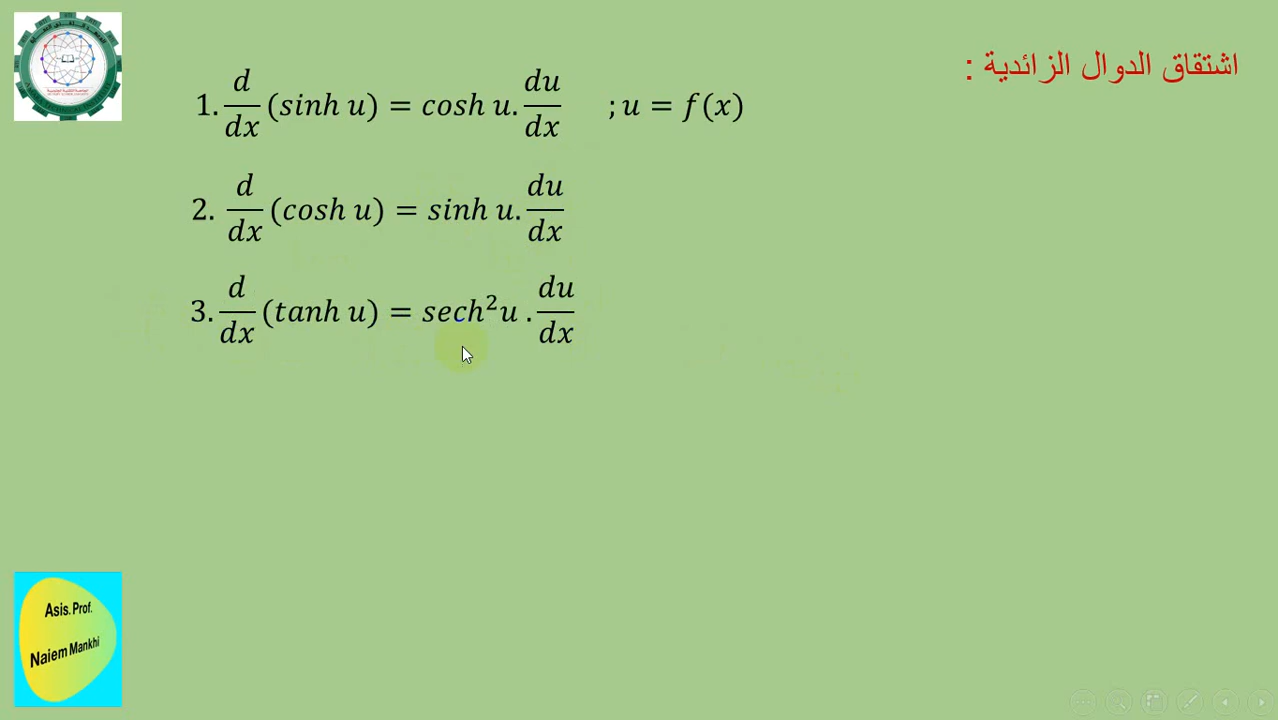 اشتقاق الدوال الزائدية :
1. d/dx (sinh u) = cosh u. du/dx ; u = f(x)
2. d/dx (cosh u) = sinh u. du/dx
3. d/dx (tanh u) = sech²u . du/dx
Asis. Prof.
Naiem Mankhi